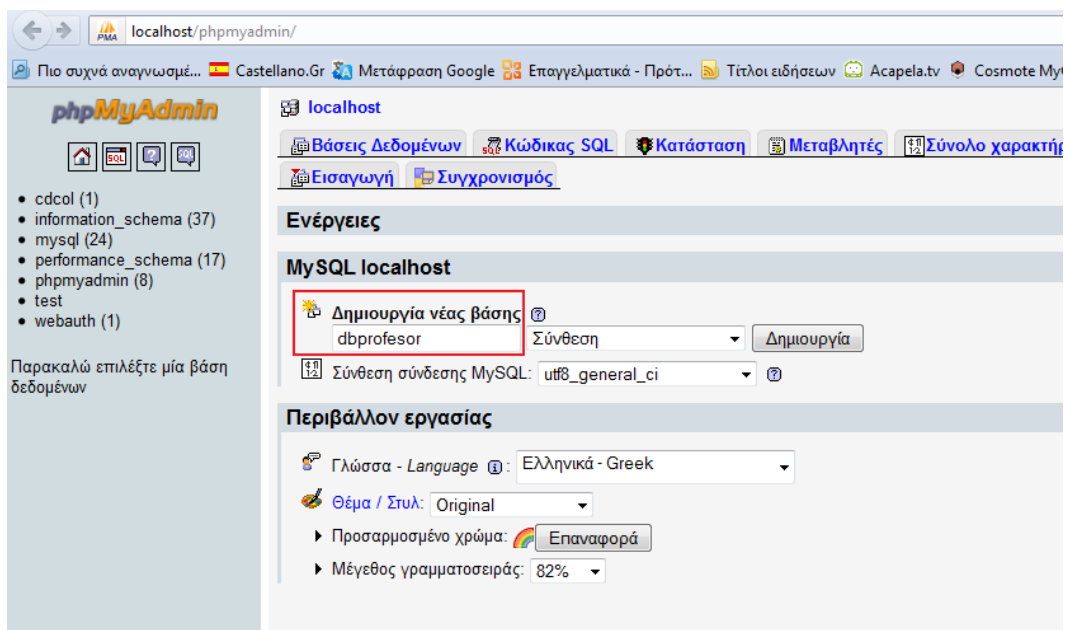 localhost/phpmyadmin/
Πιο συχνά αναγνωσμέ... Castellano.Gr Μετάφραση Google Επαγγελματικά - Πρότ... Τίτλοι ειδήσεων Acapela.tv Cosmote My
phpMyAdmin
cdcol (1)
information_schema (37)
mysql (24)
performance_schema (17)
phpmyadmin (8)
test
webauth (1)
Παρακαλώ επιλέξτε μία βάση
δεδομένων
localhost
Βάσεις Δεδομένων Κώδικας SQL Κατάσταση Μεταβλητές Σύνολο χαρακτήρ
Εισαγωγή Συγχρονισμός
Ενέργειες
MySQL localhost
Δημιουργία νέας βάσης
dbprofesor Σύνθεση Δημιουργία
Σύνθεση σύνδεσης MySQL: utf8_general_ci
Περιβάλλον εργασίας
Γλώσσα - Language : Ελληνικά - Greek
Θέμα / Στυλ: Original
Προσαρμοσμένο χρώμα: Επαναφορά
Μέγεθος γραμματοσειράς: 82%